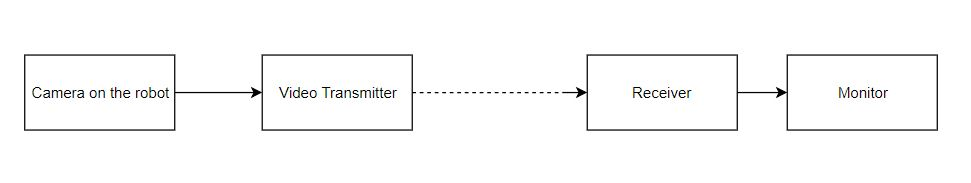 Camera on the robot
Video Transmitter
Receiver
Monitor